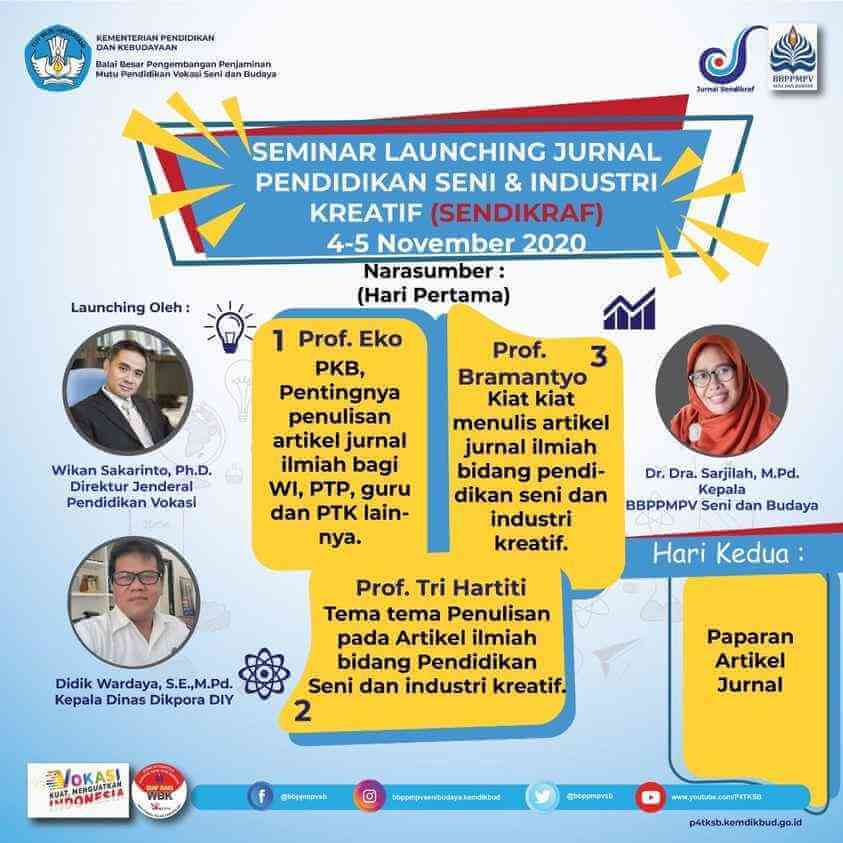 KEMENTERIAN PENDIDIKAN
DAN KEBUDAYAAN
Balai Besar Pengembangan Penjaminan
Mutu Pendidikan Vokasi Seni dan Budaya
Jurnal Sendikraf
BBPPMPV
SENI DAN BUDAYA
SEMINAR LAUNCHING JURNAL
PENDIDIKAN SENI & INDUSTRI
KREATIF (SENDIKRAF)
4-5 November 2020
Narasumber :
(Hari Pertama)
Launching Oleh :
Wikan Sakarinto, Ph.D.
Direktur Jenderal
Pendidikan Vokasi
Didik Wardaya, S.E.,M.Pd.
Kepala Dinas Dikpora DIY
1 Prof. Eko
PKB,
Pentingnya
penulisan
artikel jurnal
ilmiah bagi
WI, PTP, guru
dan PTK lain-
nya.
Prof. Tri Hartiti
Tema tema Penulisan
pada Artikel ilmiah
bidang Pendidikan
Seni dan industri kreatif.
2
Prof. 3
Bramantyo
Kiat kiat
menulis artikel
jurnal ilmiah
bidang pendi-
dikan seni dan
industri
kreatif.
Dr. Dra. Sarjilah, M.Pd.
Kepala
BBPPMPV Seni dan Budaya
Hari Kedua :
Paparan
Artikel
Jurnal
VOKASI
KUAT, MENGUATKAN
INDONESIA
WBK
@bbppmpvsb
bbppmpvsenibudaya.kemdikbud
@bbppmpvsb
www.youtube.com/P4TKSB
p4tksb.kemdikbud.go.id